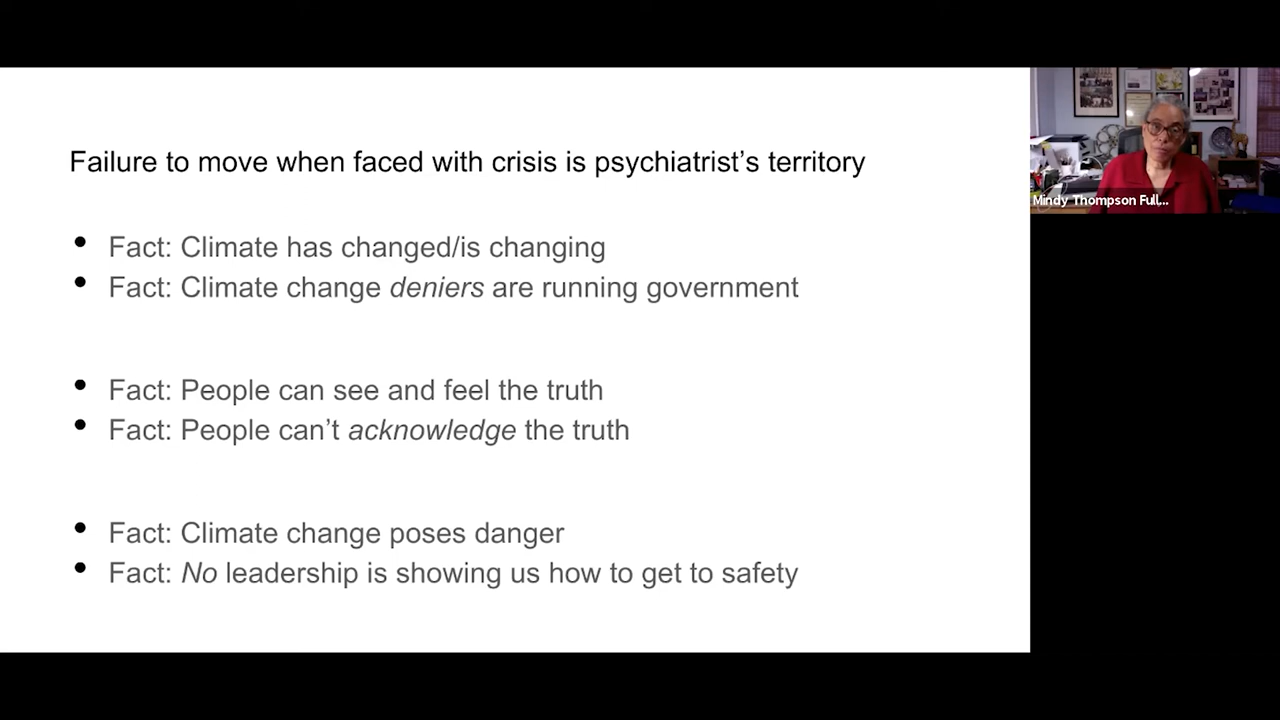 Failure to move when faced with crisis is psychiatrist’s territory
• Fact: Climate has changed/is changing
• Fact: Climate change deniers are running government
• Fact: People can see and feel the truth
• Fact: People can’t acknowledge the truth
• Fact: Climate change poses danger
• Fact: No leadership is showing us how to get to safety
Mindy Thompson Full...